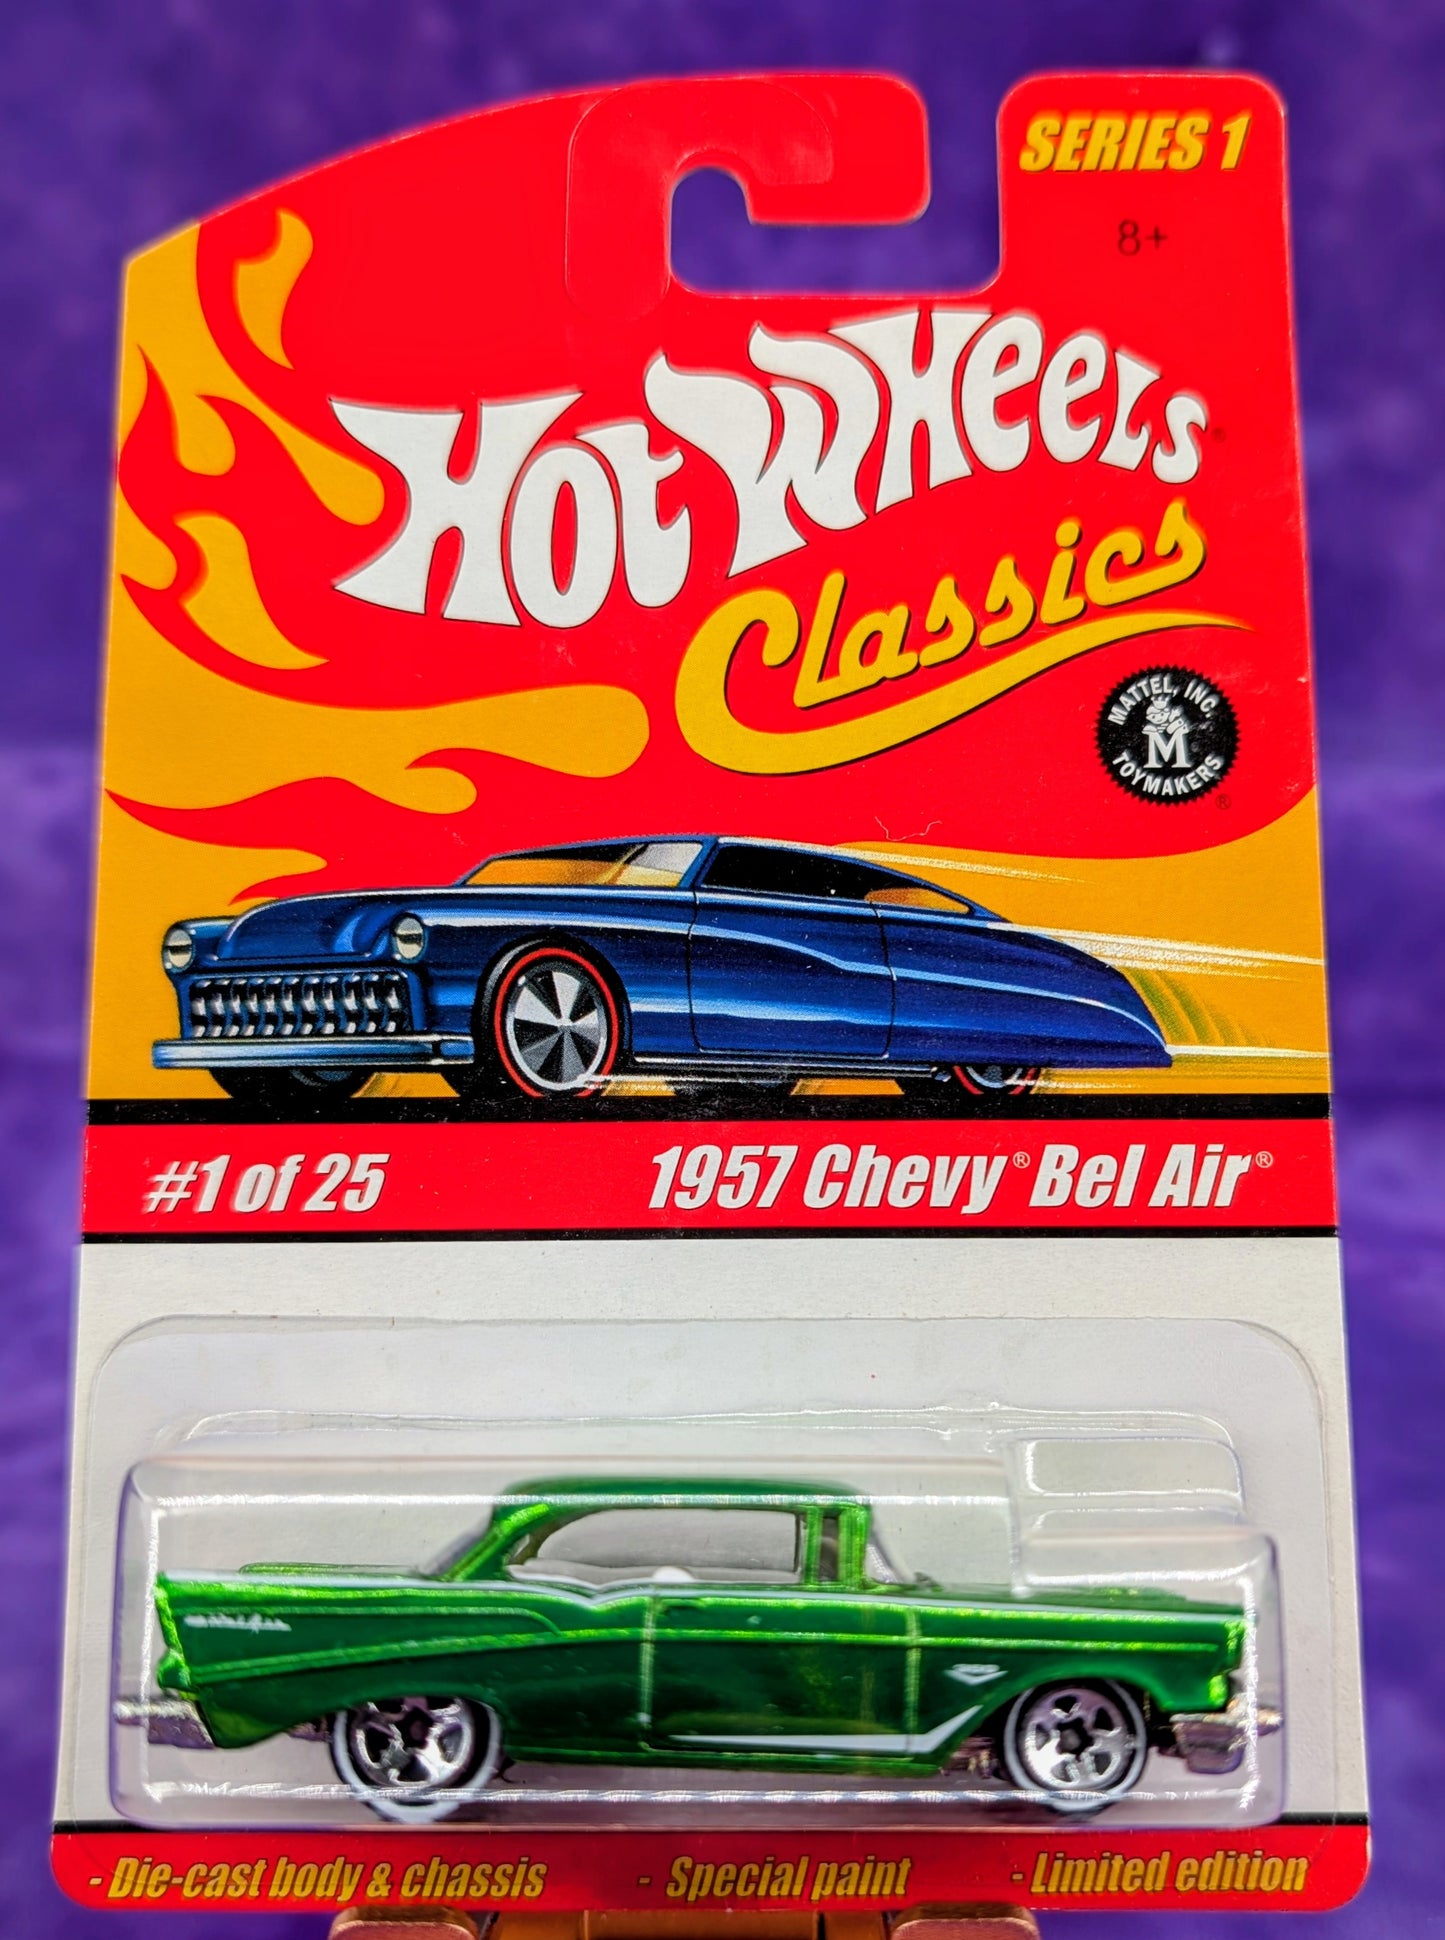 SERIES 1
8+
HOT WHEELS®
Classics
MATTEL, INC.
M
TOYMAKERS
®
#1 of 25
1957 Chevy® Bel Air®
- Die-cast body & chassis
- Special paint
- Limited edition